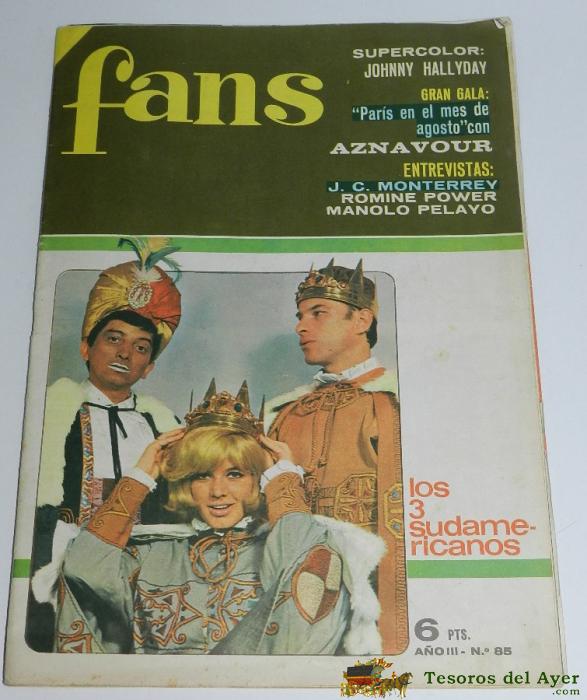 fans
SUPERCOLOR:
JOHNNY HALLYDAY
GRAN GALA:
"París en el mes de
agosto"con
AZNAVOUR
ENTREVISTAS:
J. C. MONTERREY
ROMINE POWER
MANOLO PELAYO
los
3
sudame-
ricanos
6 PTS.
AÑO III - N.º 85
Tesoros del Ayer
.com